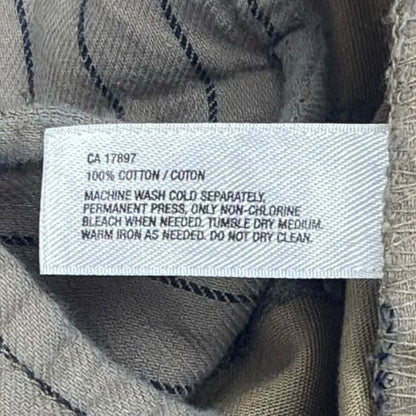 CA 17897
100% COTTON / COTON
MACHINE WASH COLD SEPARATELY,
PERMANENT PRESS, ONLY NON-CHLORINE
BLEACH WHEN NEEDED. TUMBLE DRY MEDIUM.
WARM IRON AS NEEDED. DO NOT DRY CLEAN.